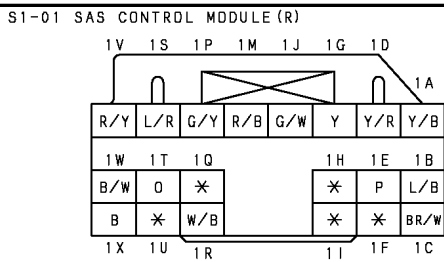 S1-01 SAS CONTROL MODULE(R)
1V 1S 1P 1M 1J 1G 1D
1A
R/Y L/R G/Y R/B G/W Y Y/R Y/B
1W 1T 1Q 1H 1E 1B
B/W O * * P L/B
B * W/B * * BR/W
1X 1U 1R 1I 1F 1C